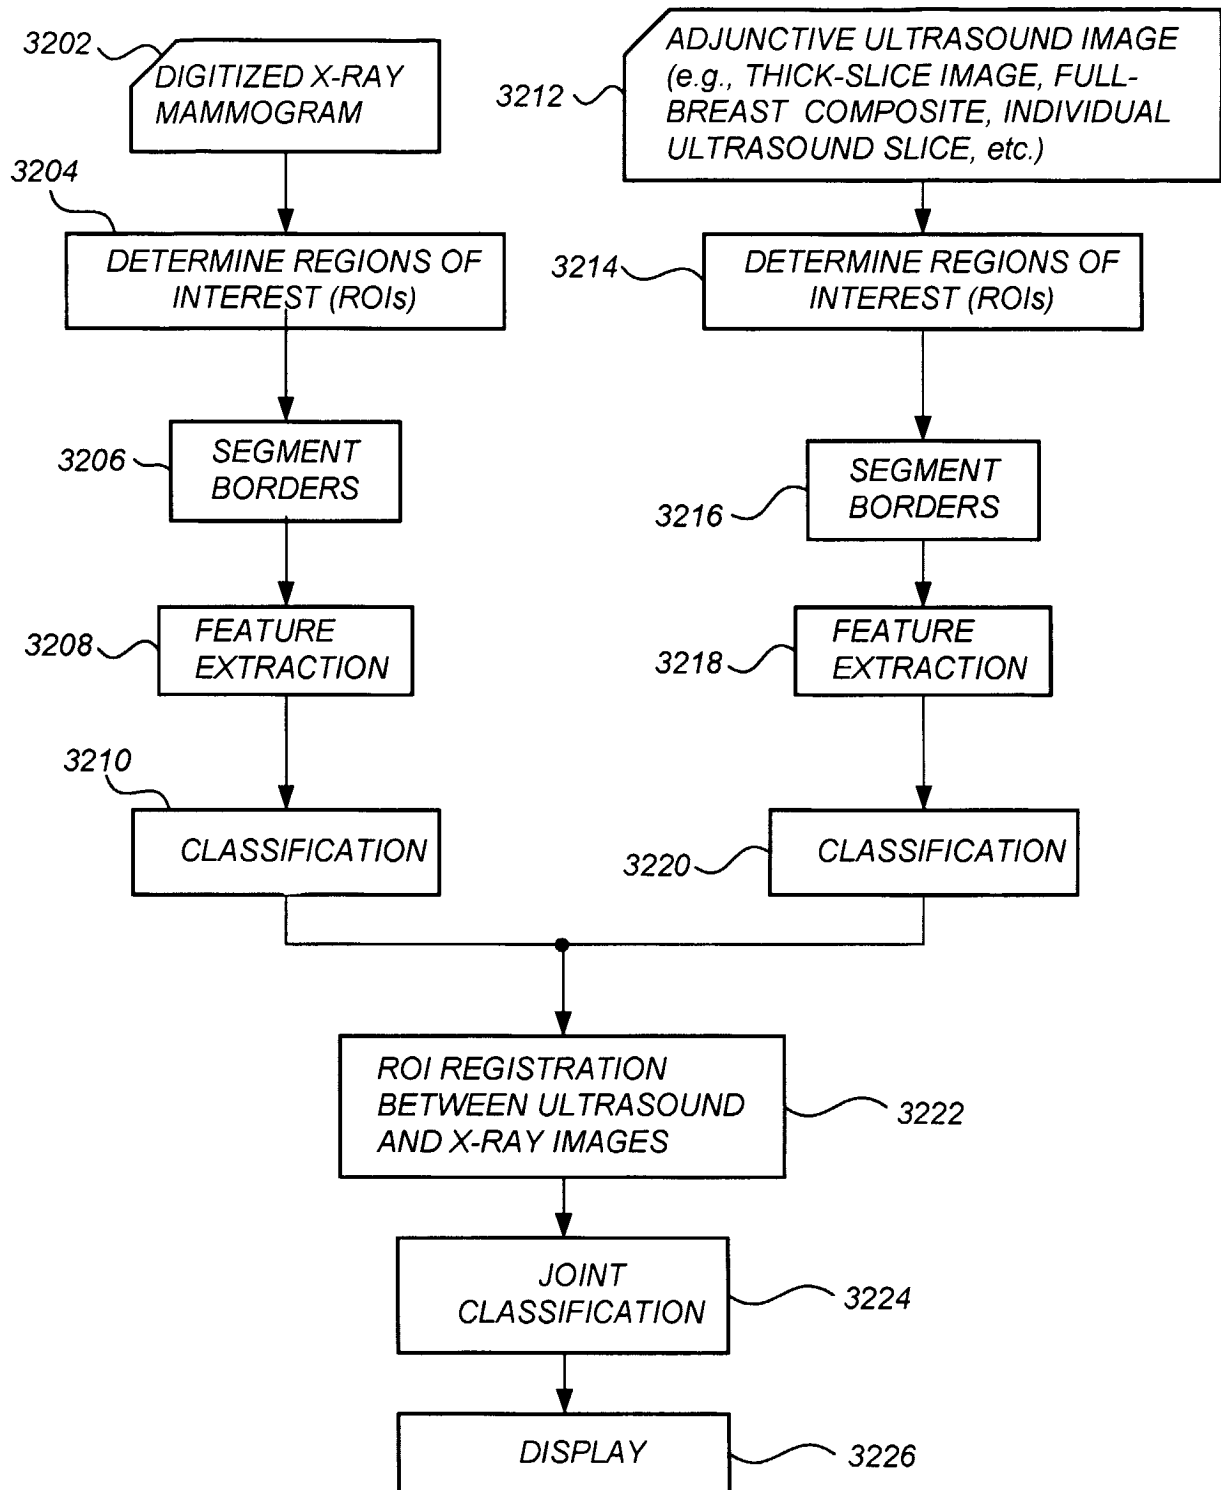 3202
DIGITIZED X-RAY
MAMMOGRAM
3204
DETERMINE REGIONS OF
INTEREST (ROIs)
3206
SEGMENT
BORDERS
3208
FEATURE
EXTRACTION
3210
CLASSIFICATION
3212
ADJUNCTIVE ULTRASOUND IMAGE
(e.g., THICK-SLICE IMAGE, FULL-
BREAST COMPOSITE, INDIVIDUAL
ULTRASOUND SLICE, etc.)
3214
DETERMINE REGIONS OF
INTEREST (ROIs)
3216
SEGMENT
BORDERS
3218
FEATURE
EXTRACTION
3220
CLASSIFICATION
ROI REGISTRATION
BETWEEN ULTRASOUND
AND X-RAY IMAGES
3222
JOINT
CLASSIFICATION
3224
DISPLAY
3226